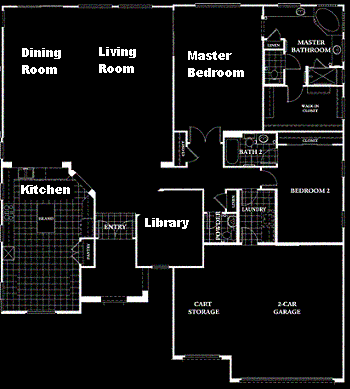 Dining
Room
Living
Room
Master
Bedroom
LINEN
MASTER
BATHROOM
WALK-IN
CLOSET
CLOSET
BATH 2
Kitchen
ISLAND
BEDROOM 2
LINEN
LAUNDRY
Library
ENTRY
POWDER
PANTRY
CART
STORAGE
2-CAR
GARAGE